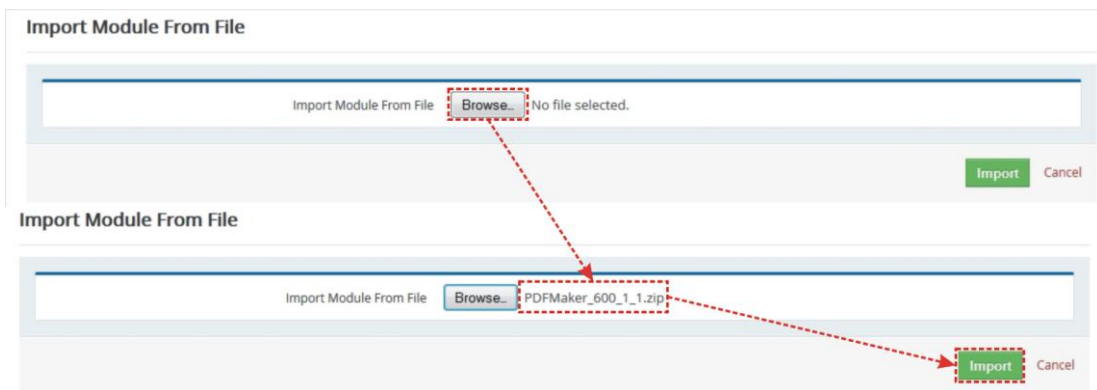 Import Module From File
Import Module From File Browse.. No file selected.
Import Cancel
Import Module From File
Import Module From File Browse.. PDFMaker_600_1_1.zip
Import Cancel